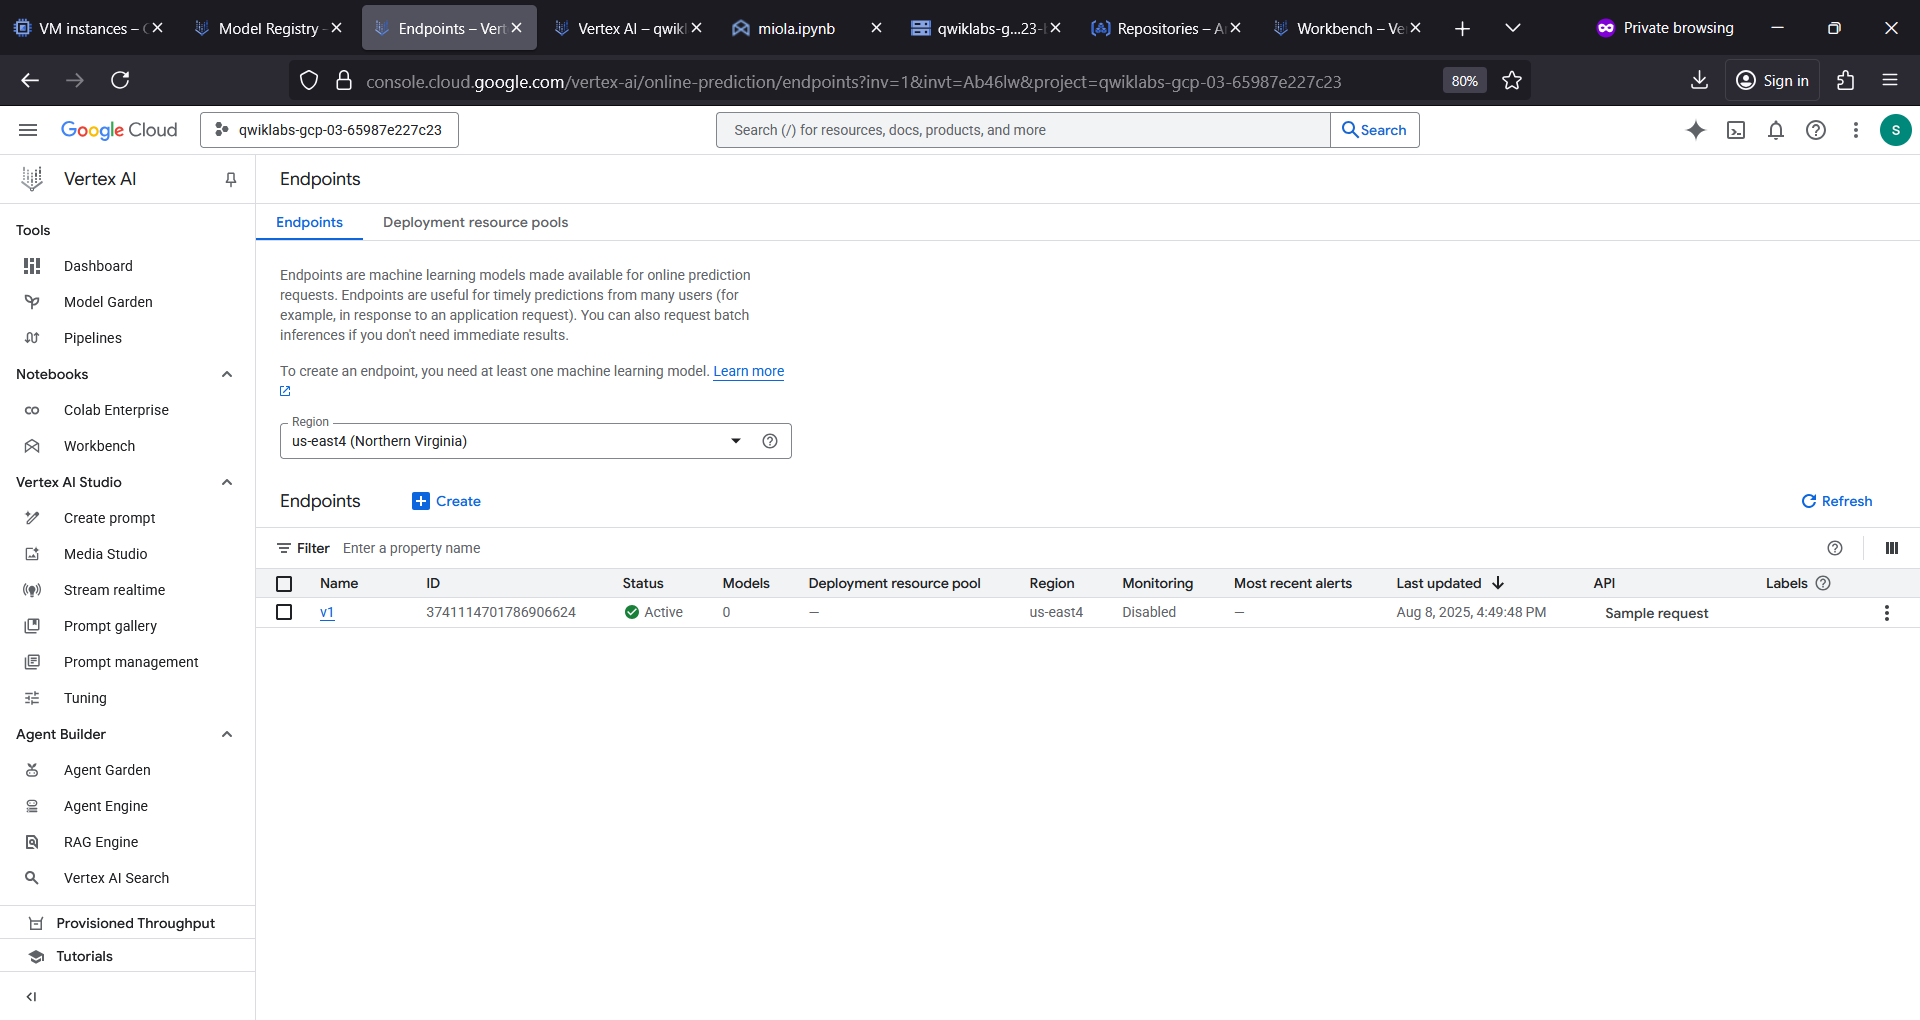 VM instances – C
Model Registry -
Endpoints – Vert
Vertex AI – qwikl
miola.ipynb
qwiklabs-g...23-l
Repositories – A
Workbench – Ve
Private browsing
console.cloud.google.com/vertex-ai/online-prediction/endpoints?inv=1&invt=Ab46lw&project=qwiklabs-gcp-03-65987e227c23
80%
Sign in
Google Cloud
qwiklabs-gcp-03-65987e227c23
Search (/) for resources, docs, products, and more
Search
S
Vertex AI
Endpoints
Tools
Dashboard
Model Garden
Pipelines
Notebooks
Colab Enterprise
Workbench
Vertex AI Studio
Create prompt
Media Studio
Stream realtime
Prompt gallery
Prompt management
Tuning
Agent Builder
Agent Garden
Agent Engine
RAG Engine
Vertex AI Search
Provisioned Throughput
Tutorials
Endpoints Deployment resource pools
Endpoints are machine learning models made available for online prediction
requests. Endpoints are useful for timely predictions from many users (for
example, in response to an application request). You can also request batch
inferences if you don't need immediate results.
To create an endpoint, you need at least one machine learning model. Learn more
Region
us-east4 (Northern Virginia)
Endpoints Create Refresh
Filter Enter a property name
Name ID Status Models Deployment resource pool Region Monitoring Most recent alerts Last updated API Labels
v1 3741114701786906624 Active 0 — us-east4 Disabled — Aug 8, 2025, 4:49:48 PM Sample request